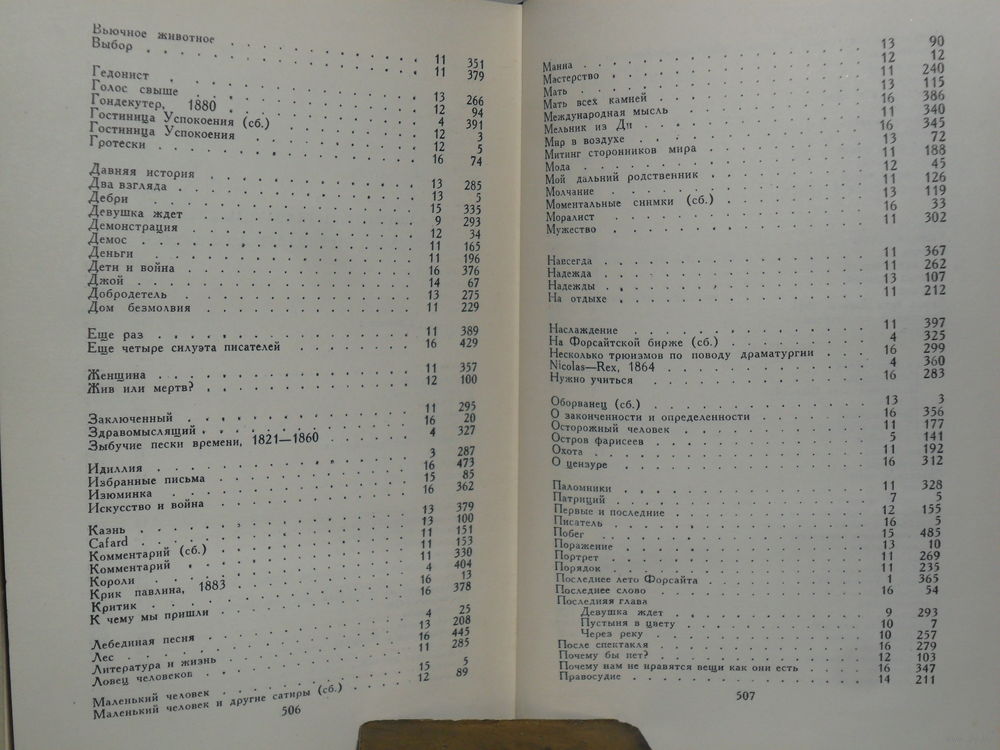 Вьючное животное 11 351
Выбор 11 379
Гедонист 13 266
Голос свыше 12 94
Гондекутер, 1880 4 391
Гостиница Успокоения (сб.) 12 3
Гостиница Успокоения 12 5
Гротески 16 74
Давняя история 13 285
Два взгляда 13 5
Дебри 15 335
Девушка ждет 9 293
Демонстрация 12 34
Демос 11 165
Деньги 11 196
Дети и война 16 376
Джой 14 67
Добродетель 13 275
Дом безмолвия 11 229
Еще раз 11 389
Еще четыре силуэта писателей 16 429
Женщина 11 357
Жив или мертв? 12 100
Заключенный 11 295
Здравомыслящий 16 20
Зыбучие пески времени, 1821—1860 4 327
Идиллия 3 287
Избранные письма 16 473
Изюминка 15 85
Искусство и война 16 362
Казнь 13 379
Cafard 13 100
Комментарий (сб.) 11 151
Комментарий 11 153
Короли 11 330
Крик павлина, 1883 4 404
Критик 16 13
К чему мы пришли 16 378
Лебединая песня 4 25
Лес 13 208
Литература и жизнь 16 445
Ловец человеков 11 285
Маленький человек 15 5
Маленький человек и другие сатиры (сб.) 12 89
506
Манна 13 90
Мастерство 12 12
Мать 11 240
Мать всех камней 13 115
Международная мысль 16 386
Мельник из Ди 11 340
Мир в воздухе 16 345
Митинг сторонников мира 13 72
Мода 11 188
Мой дальний родственник 12 45
Молчание 11 126
Моментальные снимки (сб.) 13 119
Моралист 16 33
Мужество 11 302
Навсегда 11 367
Надежда 11 262
Надежды 13 107
На отдыхе 11 212
Наслаждение 11 397
На Форсайтской бирже (сб.) 4 325
Несколько трюизмов по поводу драматургии 16 299
Nicolas—Rex, 1864 4 360
Нужно учиться 16 283
Оборванец (сб.) 13 3
О законченности и определенности 16 356
Осторожный человек 11 177
Остров фарисеев 5 141
Охота 11 192
О цензуре 16 312
Паломники 11 328
Патриций 7 5
Первые и последние 12 155
Писатель 16 5
Побег 15 485
Поражение 13 10
Портрет 11 269
Порядок 11 235
Последнее лето Форсайта 1 365
Последнее слово 16 54
Последняя глава
Девушка ждет 9 293
Пустыня в цвету 10 7
Через реку 10 257
После спектакля 16 279
Почему бы нет? 12 103
Почему нам не нравятся вещи как они есть 16 347
Правосудие 14 211
507